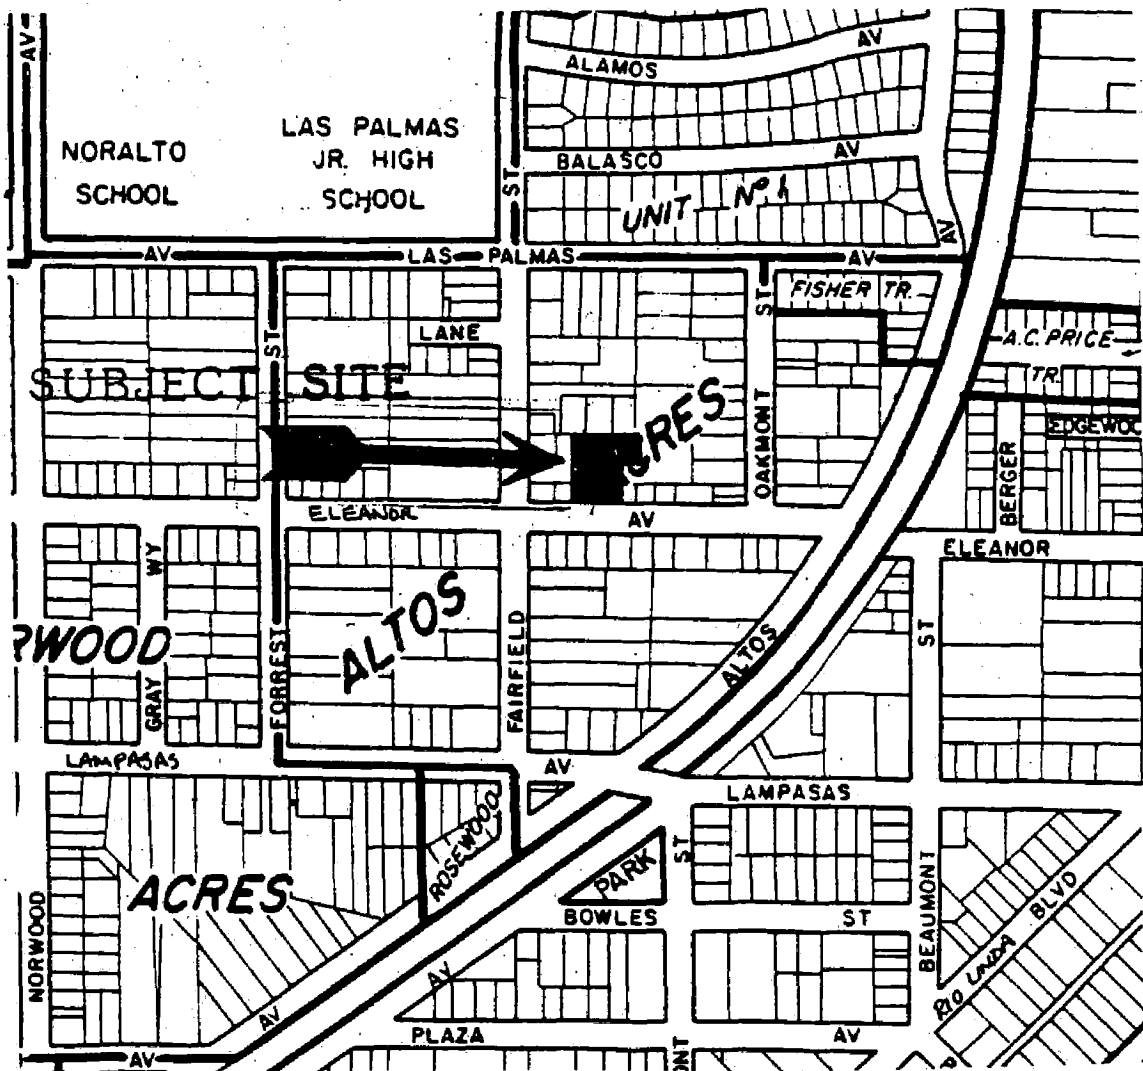 AV
AV
ALAMOS
LAS PALMAS
JR. HIGH
SCHOOL
NORALTO
SCHOOL
ST
BALASCO
AV
UNIT No 1
AV
AV
LAS PALMAS
AV
FISHER TR.
ST
ST
LANE
A.C. PRICE
TR.
SUBJECT SITE
ACRES
OAKMONT
BERGER
ELEANOR
AV
ELEANOR
WY
GRAY
FORREST
ALTOS
FAIRFIELD
ALTOS
ST
RWOOD
LAMPASAS
AV
LAMPASAS
ROSEWOOD
ST
PARK
ACRES
BOWLES
ST
BEAUMONT
BLVD
RIO LINDA
NORWOOD
AV
AV
PLAZA
AV
AV